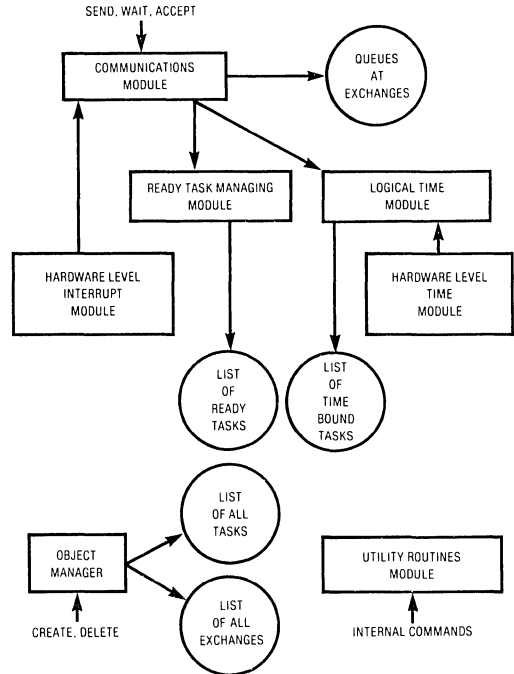 SEND, WAIT, ACCEPT
COMMUNICATIONS
MODULE
QUEUES
AT
EXCHANGES
READY TASK MANAGING
MODULE
LOGICAL TIME
MODULE
HARDWARE LEVEL
INTERRUPT
MODULE
HARDWARE LEVEL
TIME
MODULE
LIST
OF
READY
TASKS
LIST
OF
TIME
BOUND
TASKS
LIST
OF ALL
TASKS
OBJECT
MANAGER
UTILITY ROUTINES
MODULE
LIST
OF ALL
EXCHANGES
CREATE, DELETE
INTERNAL COMMANDS